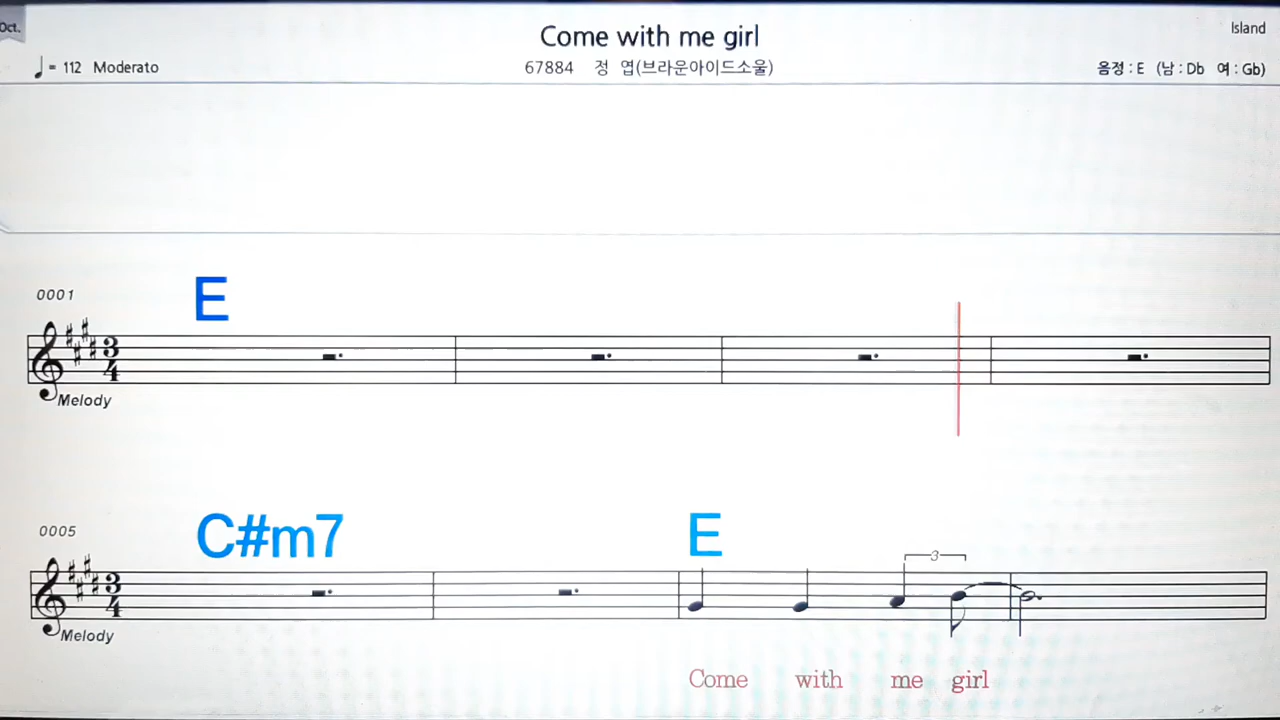 Oct.
Come with me girl
Island
♩ = 112 Moderato
67884 정 엽(브라운아이드소울)
음정 : E (남 : Db 여 : Gb)
0001
E
3
4
Melody
0005
C#m7
E
3
3
4
Melody
Come with me girl